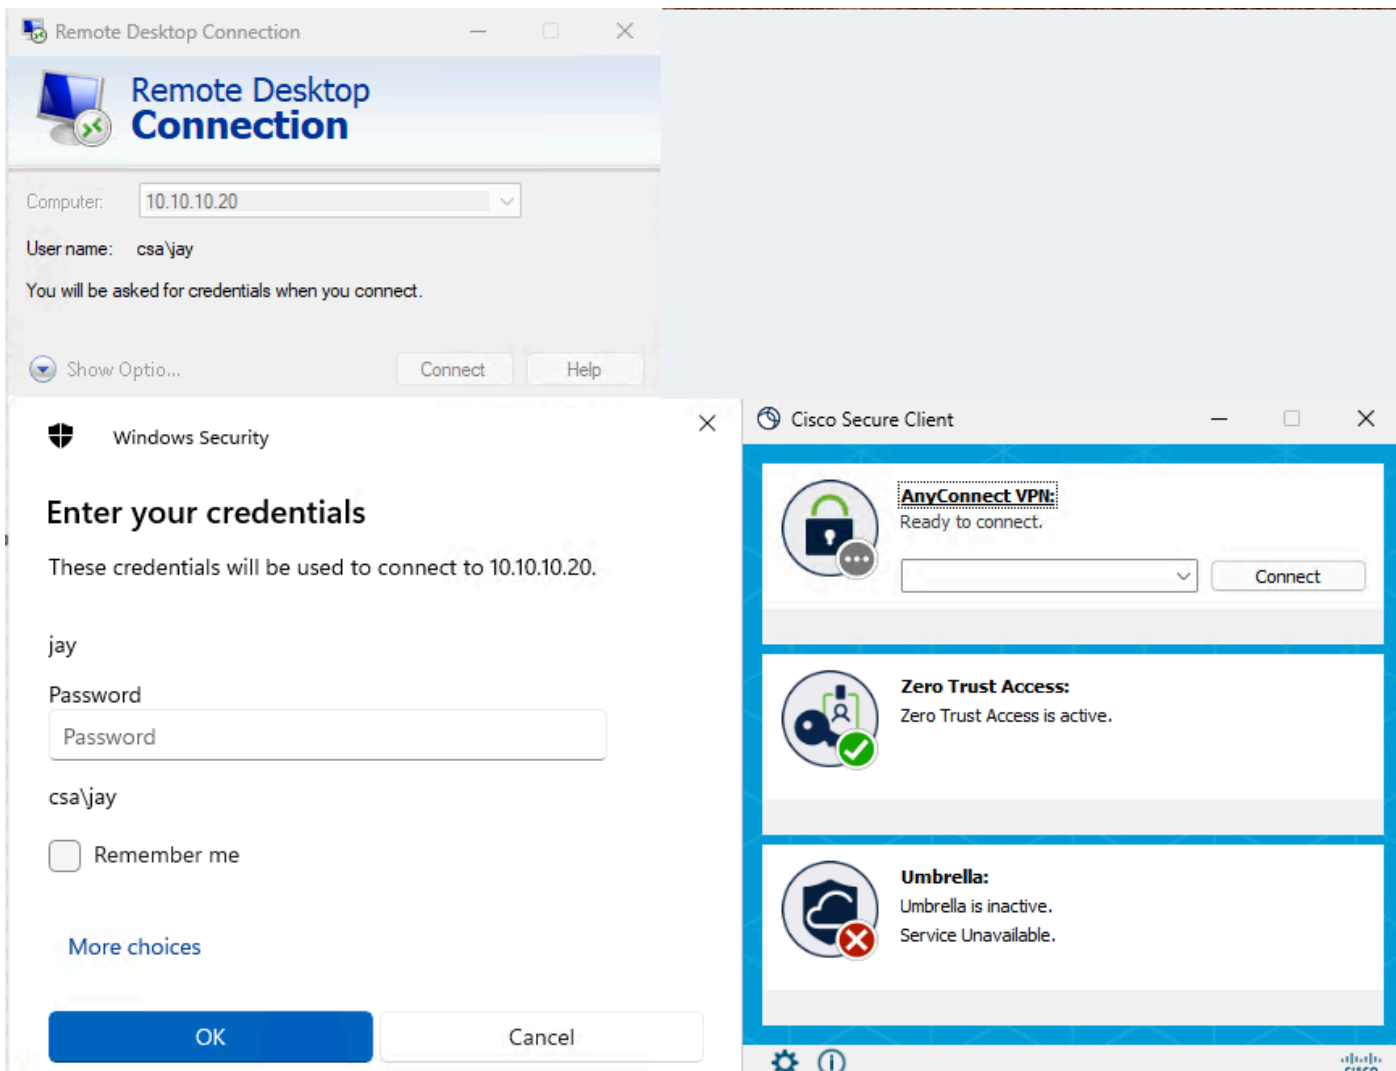 Remote Desktop Connection
Remote Desktop
Connection
Computer:
10.10.10.20
User name:
csa\jay
You will be asked for credentials when you connect.
Show Optio...
Connect
Help
Windows Security
Enter your credentials
These credentials will be used to connect to 10.10.10.20.
jay
Password
Password
csa\jay
Remember me
More choices
OK
Cancel
Cisco Secure Client
AnyConnect VPN:
Ready to connect.
Connect
Zero Trust Access:
Zero Trust Access is active.
Umbrella:
Umbrella is inactive.
Service Unavailable.
CISCO